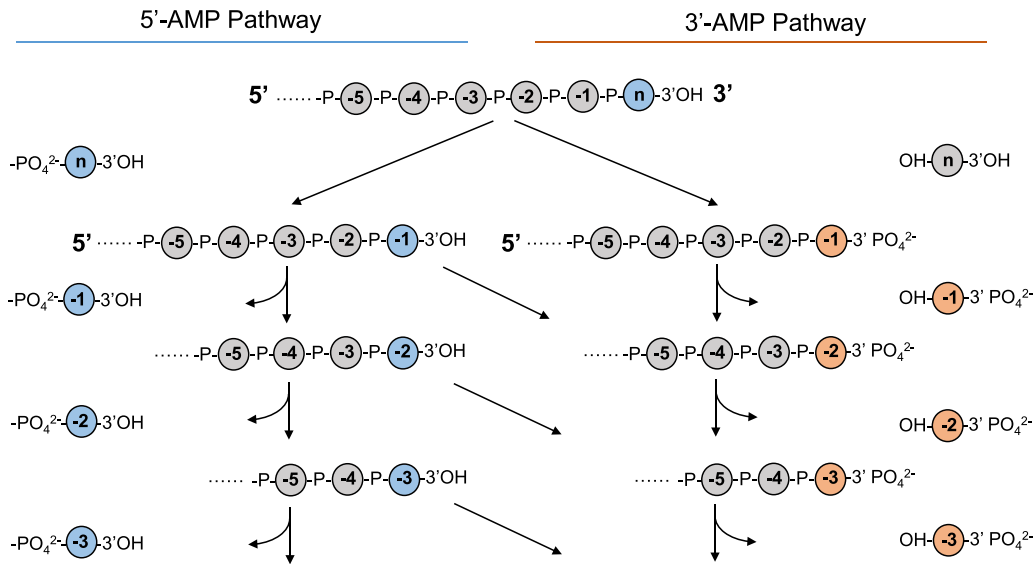 5’-AMP Pathway 3’-AMP Pathway
5’ ······ -P- -5 -P- -4 -P- -3 -P- -2 -P- -1 -P- n -3’OH 3’
-PO₄²⁻ n -3’OH OH- n -3’OH
5’ ······ -P- -5 -P- -4 -P- -3 -P- -2 -P- -1 -3’OH 5’ ······ -P- -5 -P- -4 -P- -3 -P- -2 -P- -1 -3’ PO₄²⁻
-PO₄²⁻ -1 -3’OH OH- -1 -3’ PO₄²⁻
······ -P- -5 -P- -4 -P- -3 -P- -2 -3’OH ······ -P- -5 -P- -4 -P- -3 -P- -2 -3’ PO₄²⁻
-PO₄²⁻ -2 -3’OH OH- -2 -3’ PO₄²⁻
······ -P- -5 -P- -4 -P- -3 -3’OH ······ -P- -5 -P- -4 -P- -3 -3’ PO₄²⁻
-PO₄²⁻ -3 -3’OH OH- -3 -3’ PO₄²⁻